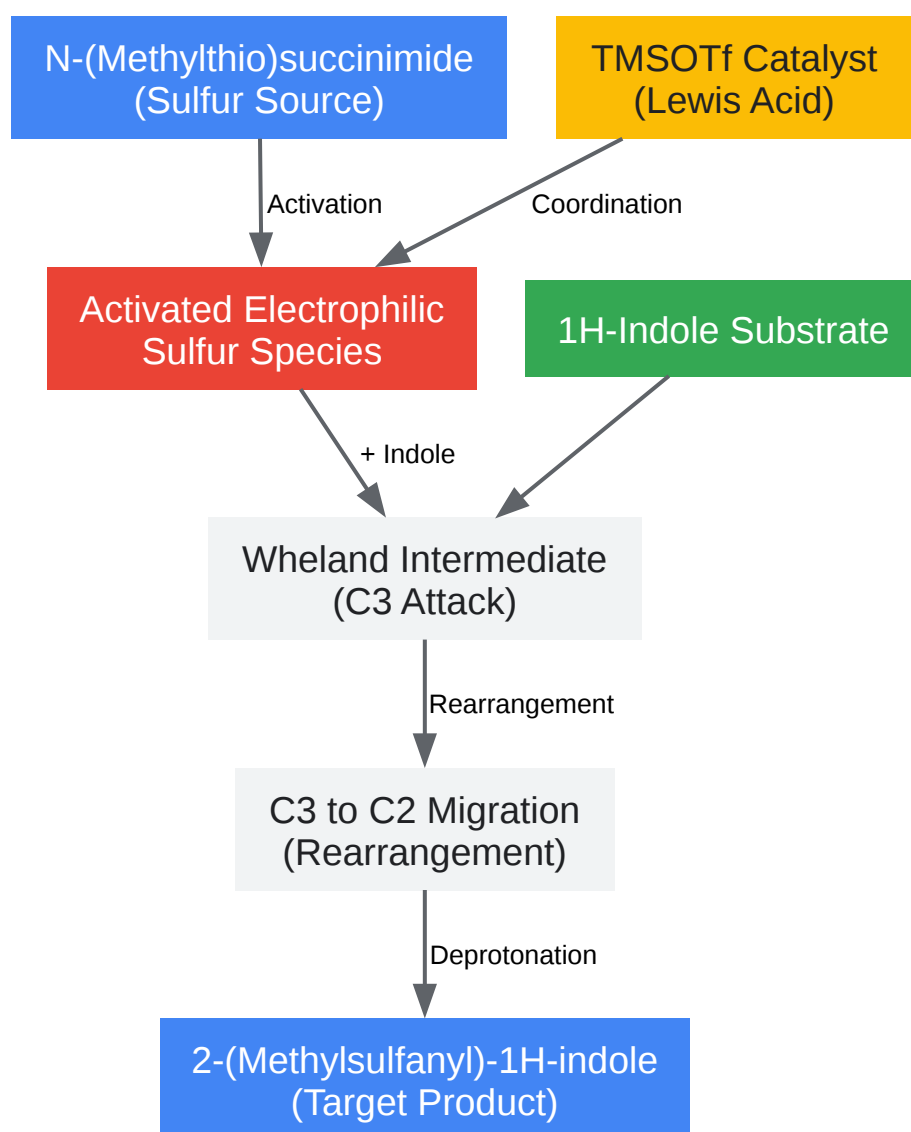 N-(Methylthio)succinimide
(Sulfur Source)
TMSOTf Catalyst
(Lewis Acid)
Activation
Coordination
Activated Electrophilic
Sulfur Species
1H-Indole Substrate
+ Indole
Wheland Intermediate
(C3 Attack)
Rearrangement
C3 to C2 Migration
(Rearrangement)
Deprotonation
2-(Methylsulfanyl)-1H-indole
(Target Product)